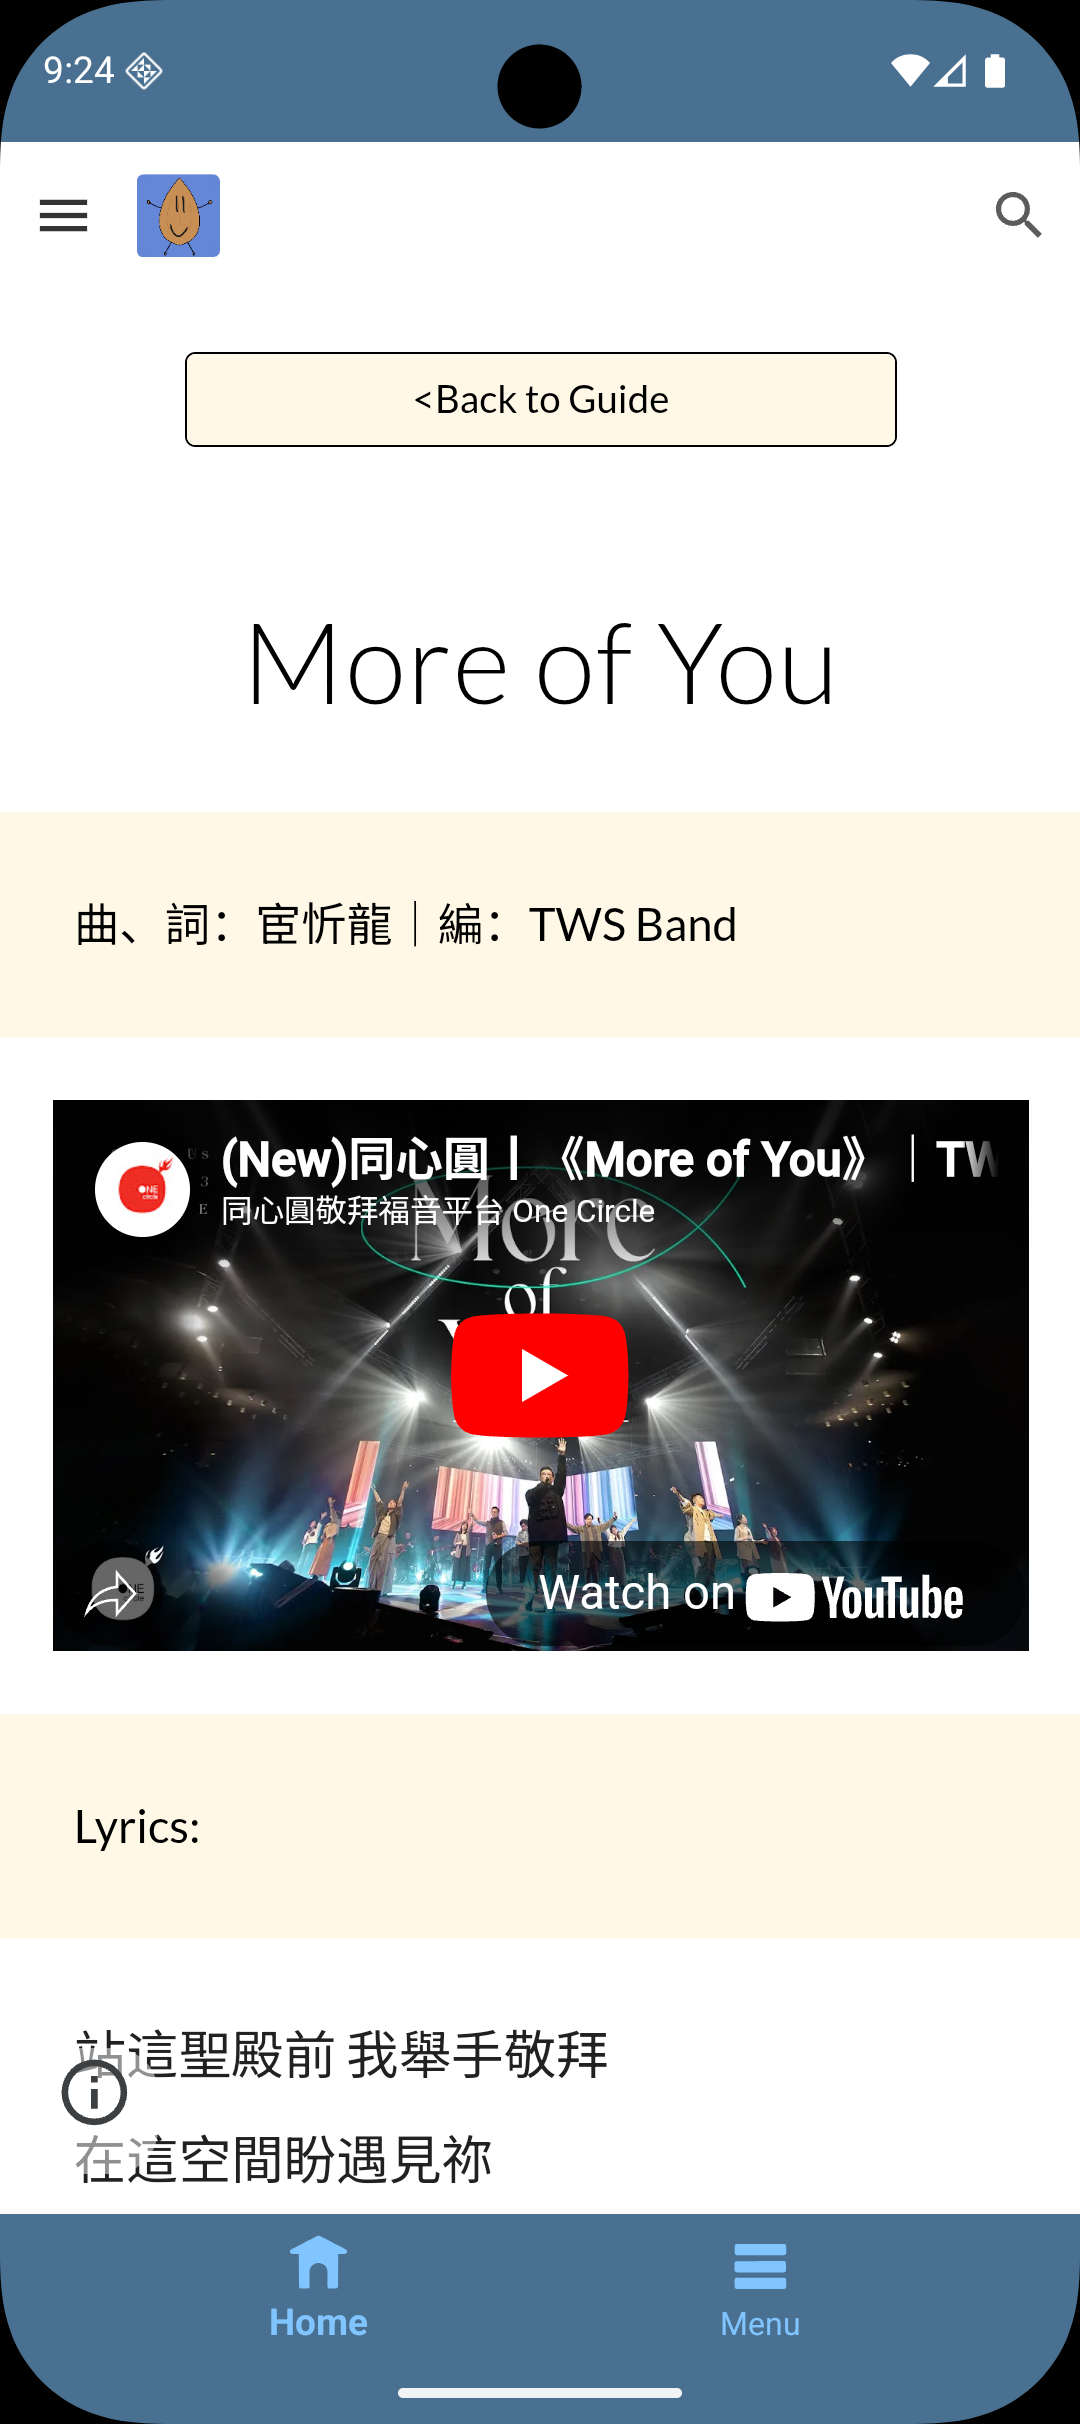 9:24
<Back to Guide
More of You
曲、詞：宦忻龍｜編：TWS Band
(New)同心圓 |《More of You》｜TW
同心圓敬拜福音平台 One Circle
More
of
Watch on YouTube
Lyrics:
站這聖殿前 我舉手敬拜
在這空間盼遇見祢
Home
Menu